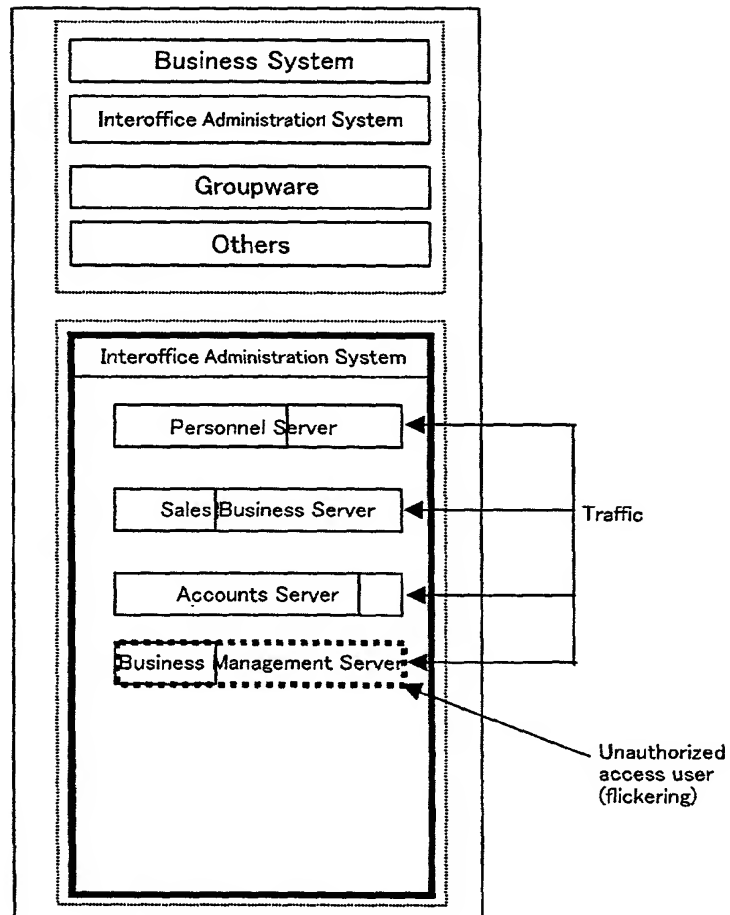 Business System
Interoffice Administration System
Groupware
Others
Interoffice Administration System
Personnel Server
Sales Business Server
Accounts Server
Business Management Server
Traffic
Unauthorized
access user
(flickering)